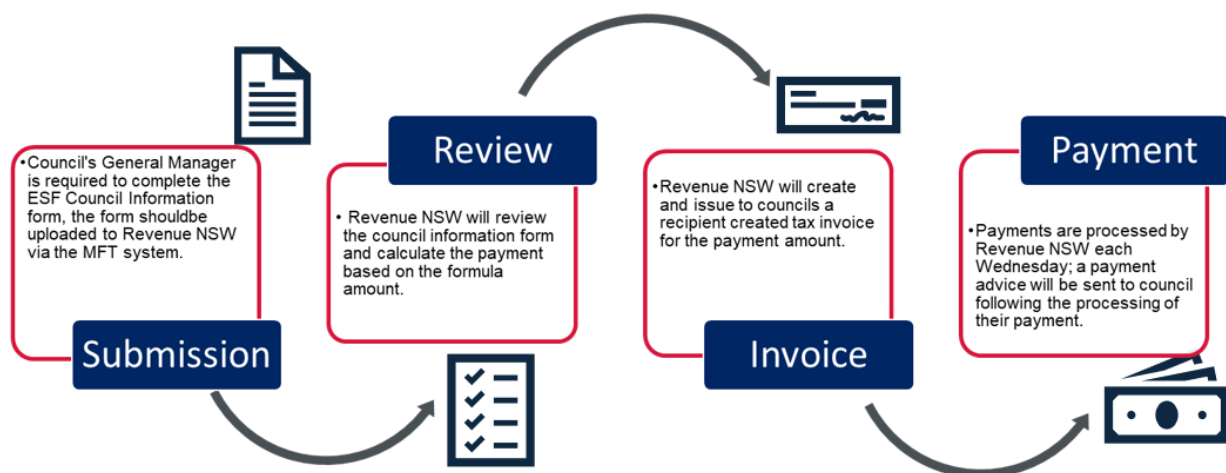 •Council's General Manager
is required to complete the
ESF Council Information
form, the form shouldbe
uploaded to Revenue NSW
via the MFT system.
Submission
Review
• Revenue NSW will review
the council information form
and calculate the payment
based on the formula
amount.
•Revenue NSW will create
and issue to councils a
recipient created tax invoice
for the payment amount.
Invoice
Payment
•Payments are processed by
Revenue NSW each
Wednesday; a payment
advice will be sent to council
following the processing of
their payment.